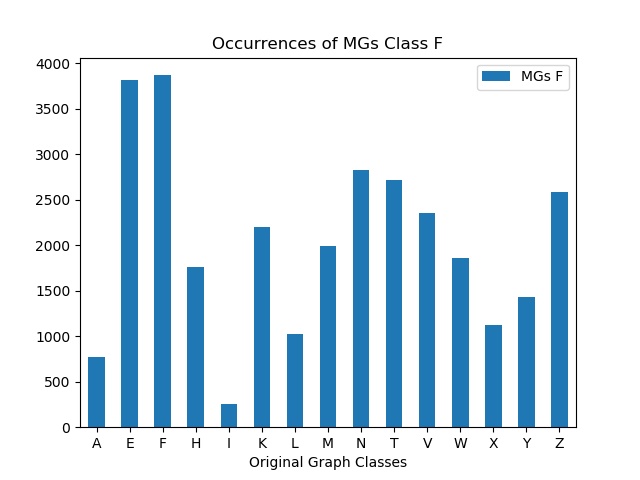 Occurrences of MGs Class F
MGs F
4000
3500
3000
2500
2000
1500
1000
500
0
A E F H I K L M N T V W X Y Z
Original Graph Classes